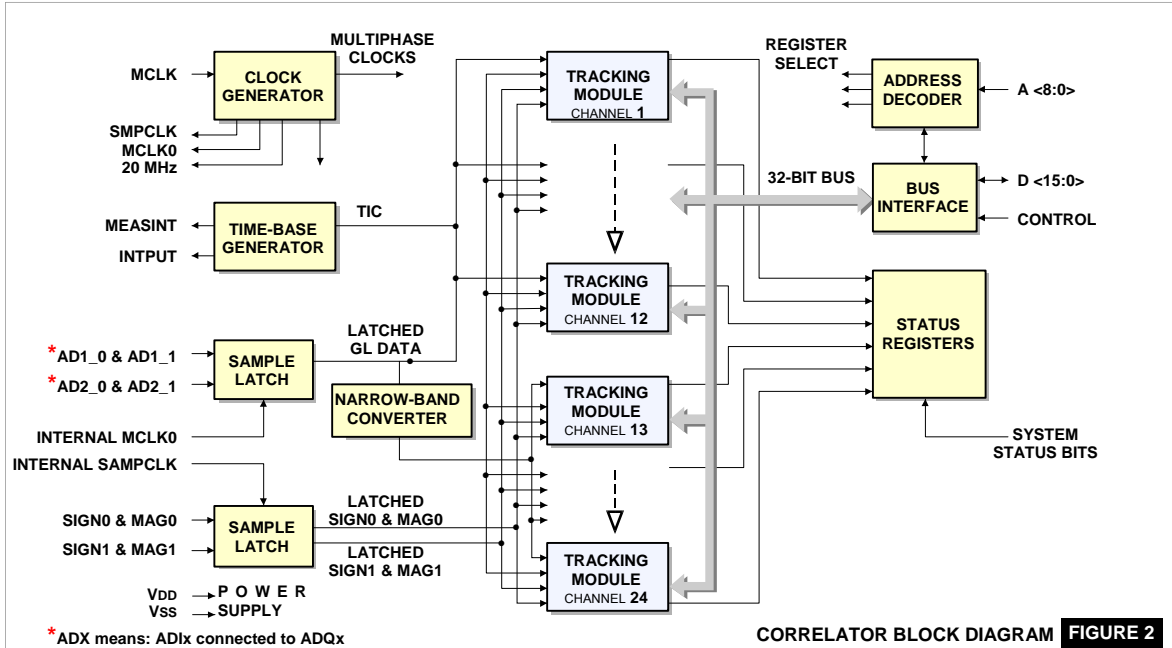 MULTIPHASE
CLOCKS
MCLK
CLOCK
GENERATOR
SMPCLK
MCLK0
20 MHz
MEASINT
INTPUT
TIME-BASE
GENERATOR
TIC
LATCHED
GL DATA
*AD1_0 & AD1_1
*AD2_0 & AD2_1
SAMPLE
LATCH
NARROW-BAND
CONVERTER
INTERNAL MCLK0
INTERNAL SAMPCLK
SIGN0 & MAG0
SIGN1 & MAG1
SAMPLE
LATCH
LATCHED
SIGN0 & MAG0
LATCHED
SIGN1 & MAG1
VDD
VSS
POWER
SUPPLY
*ADX means: ADIx connected to ADQx
TRACKING
MODULE
CHANNEL 1
TRACKING
MODULE
CHANNEL 12
TRACKING
MODULE
CHANNEL 13
TRACKING
MODULE
CHANNEL 24
REGISTER
SELECT
ADDRESS
DECODER
A <8:0>
32-BIT BUS
BUS
INTERFACE
D <15:0>
CONTROL
STATUS
REGISTERS
SYSTEM
STATUS BITS
CORRELATOR BLOCK DIAGRAM FIGURE 2